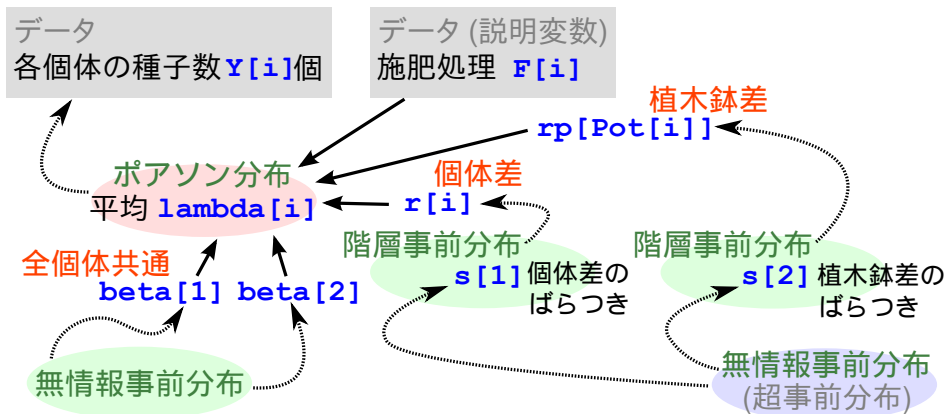 データ
各個体の種子数 Y[i]個
データ (説明変数)
施肥処理 F[i]
植木鉢差
rp[Pot[i]]
ポアソン分布
平均 lambda[i]
個体差
r[i]
全個体共通
beta[1] beta[2]
階層事前分布
s[1] 個体差の
ばらつき
階層事前分布
s[2] 植木鉢差の
ばらつき
無情報事前分布
無情報事前分布
(超事前分布)